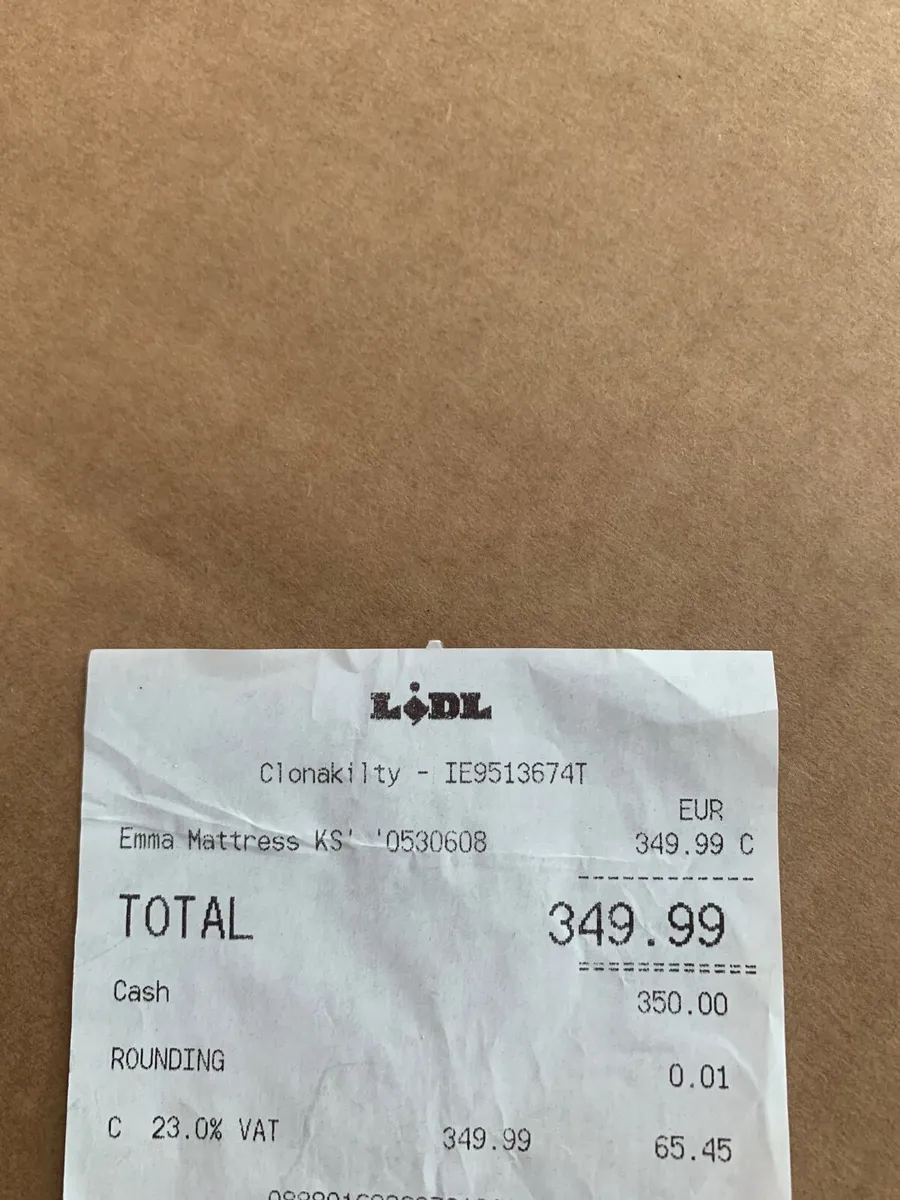 LiDL
Clonakilty - IE9513674T
EUR
Emma Mattress KS' '0530608 349.99 C
-----------
TOTAL 349.99
===========
Cash 350.00
ROUNDING 0.01
C 23.0% VAT 349.99 65.45